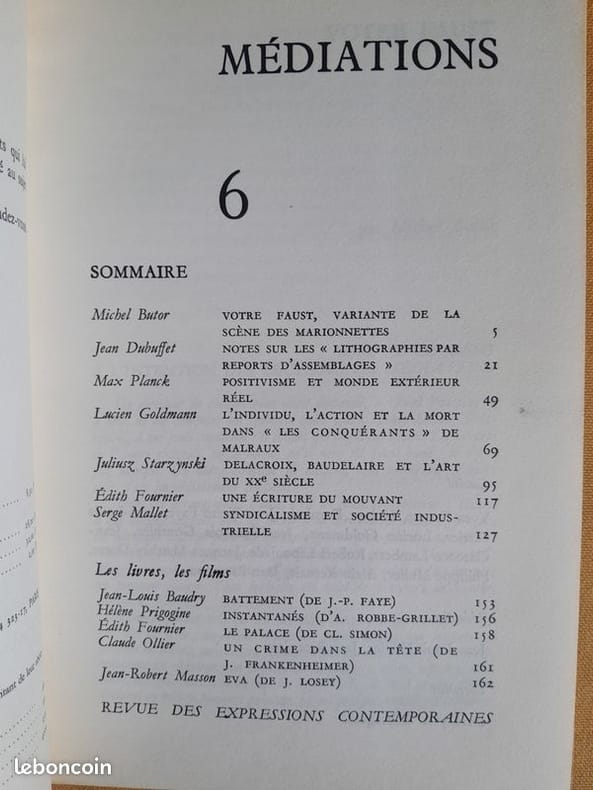 MÉDIATIONS
6
SOMMAIRE
Michel Butor VOTRE FAUST, VARIANTE DE LA
SCÈNE DES MARIONNETTES 5
Jean Dubuffet NOTES SUR LES « LITHOGRAPHIES PAR
REPORTS D'ASSEMBLAGES » 21
Max Planck POSITIVISME ET MONDE EXTÉRIEUR
RÉEL 49
Lucien Goldmann L'INDIVIDU, L'ACTION ET LA MORT
DANS « LES CONQUÉRANTS » DE
MALRAUX 69
Juliusz Starzynski DELACROIX, BAUDELAIRE ET L'ART
DU XXe SIÈCLE 95
Édith Fournier UNE ÉCRITURE DU MOUVANT 117
Serge Mallet SYNDICALISME ET SOCIÉTÉ INDUS-
TRIELLE 127
Les livres, les films
Jean-Louis Baudry BATTEMENT (DE J.-P. FAYE) 153
Hélène Prigogine INSTANTANÉS (D'A. ROBBE-GRILLET) 156
Édith Fournier LE PALACE (DE CL. SIMON) 158
Claude Ollier UN CRIME DANS LA TÊTE (DE
J. FRANKENHEIMER) 161
Jean-Robert Masson EVA (DE J. LOSEY) 162
REVUE DES EXPRESSIONS CONTEMPORAINES
leboncoin